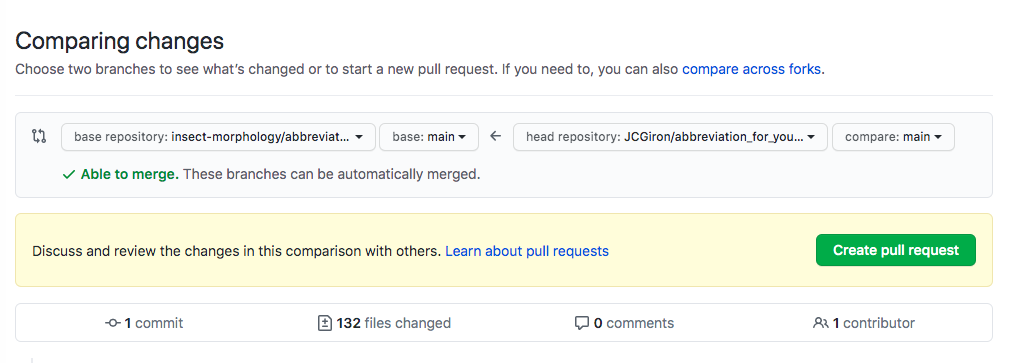 Comparing changes
Choose two branches to see what's changed or to start a new pull request. If you need to, you can also compare across forks.
base repository: insect-morphology/abbreviat... base: main head repository: JCGiron/abbreviation_for_you... compare: main
Able to merge. These branches can be automatically merged.
Discuss and review the changes in this comparison with others. Learn about pull requests Create pull request
1 commit 132 files changed 0 comments 1 contributor